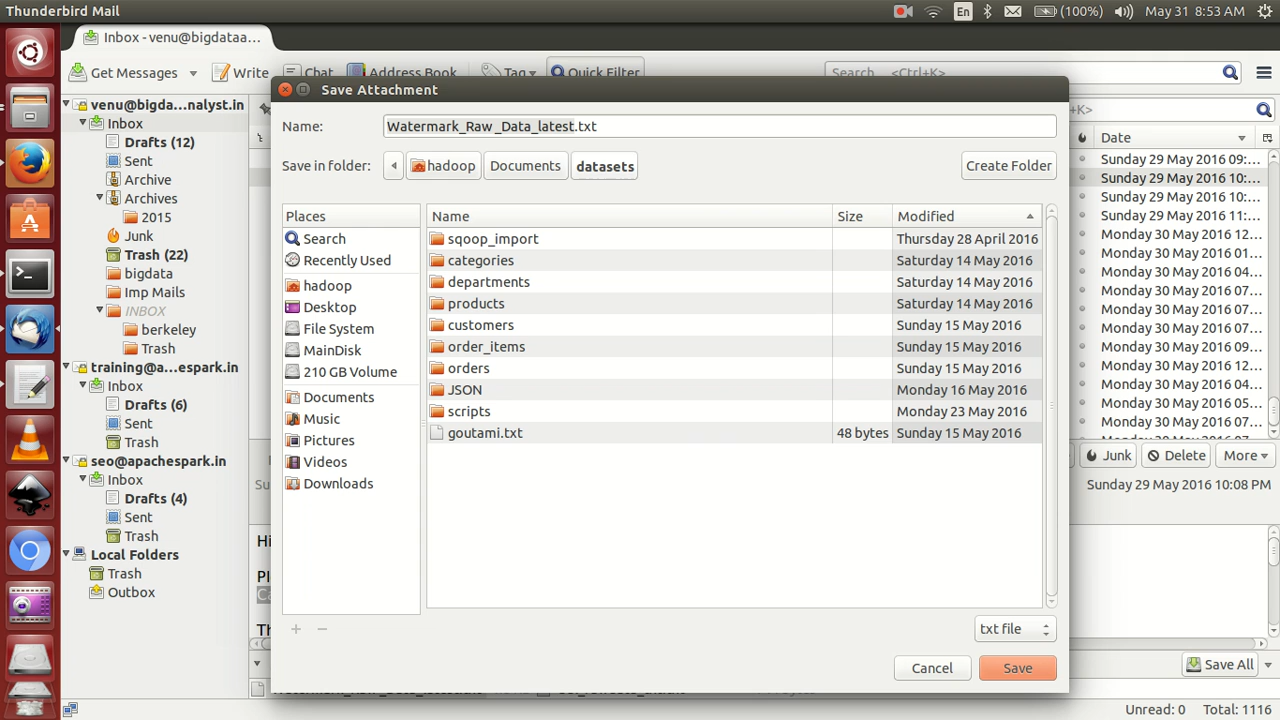 Thunderbird Mail
En
(100%)
May 31 8:53 AM
Inbox - venu@bigdataa...
Get Messages
Write
Chat
Address Book
Tag
Quick Filter
Search... <Ctrl+K>
Save Attachment
Name:
Watermark_Raw _Data_latest.txt
Save in folder:
hadoop
Documents
datasets
Create Folder
Places
Search
Recently Used
hadoop
Desktop
File System
MainDisk
210 GB Volume
Documents
Music
Pictures
Videos
Downloads
Name Size Modified
sqoop_import Thursday 28 April 2016
categories Saturday 14 May 2016
departments Saturday 14 May 2016
products Saturday 14 May 2016
customers Sunday 15 May 2016
order_items Sunday 15 May 2016
orders Sunday 15 May 2016
JSON Monday 16 May 2016
scripts Monday 23 May 2016
goutami.txt 48 bytes Sunday 15 May 2016
txt file
Cancel
Save
venu@bigda...nalyst.in
Inbox
Drafts (12)
Sent
Archive
Archives
2015
Junk
Trash (22)
bigdata
Imp Mails
INBOX
berkeley
Trash
training@a...espark.in
Inbox
Drafts (6)
Sent
Trash
seo@apachespark.in
Inbox
Drafts (4)
Sent
Trash
Local Folders
Trash
Outbox
K>
Date
Sunday 29 May 2016 09:...
Sunday 29 May 2016 10:...
Sunday 29 May 2016 10:...
Sunday 29 May 2016 11:...
Monday 30 May 2016 12...
Monday 30 May 2016 01...
Monday 30 May 2016 04...
Monday 30 May 2016 07...
Monday 30 May 2016 07...
Monday 30 May 2016 07...
Monday 30 May 2016 09...
Monday 30 May 2016 12...
Monday 30 May 2016 04...
Monday 30 May 2016 05...
Monday 30 May 2016 07...
Junk
Delete
More
Sunday 29 May 2016 10:08 PM
Hi
Pl
Th
Save All
Unread: 0 Total: 1116